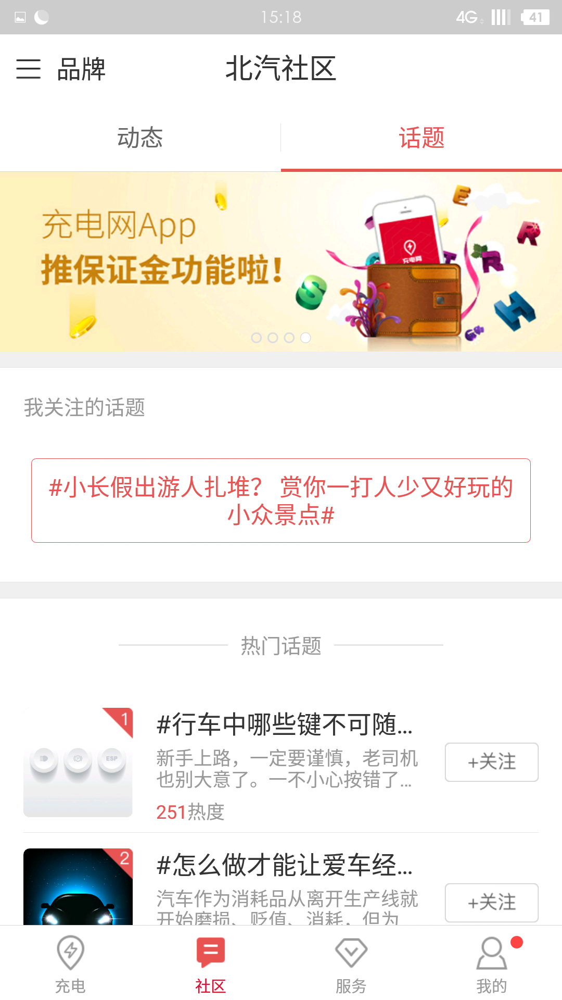 15:18
4G
41
品牌
北汽社区
动态
话题
充电网App
推保证金功能啦!
充电网
E
R
T
R
S
H
&
我关注的话题
#小长假出游人扎堆？ 赏你一打人少又好玩的
小众景点#
热门话题
1
ESP
#行车中哪些键不可随...
新手上路，一定要谨慎，老司机
也别大意了。一不小心按错了...
251热度
+关注
2
#怎么做才能让爱车经...
汽车作为消耗品从离开生产线就
开始磨损、贬值、消耗，但为
+关注
充电
社区
服务
我的